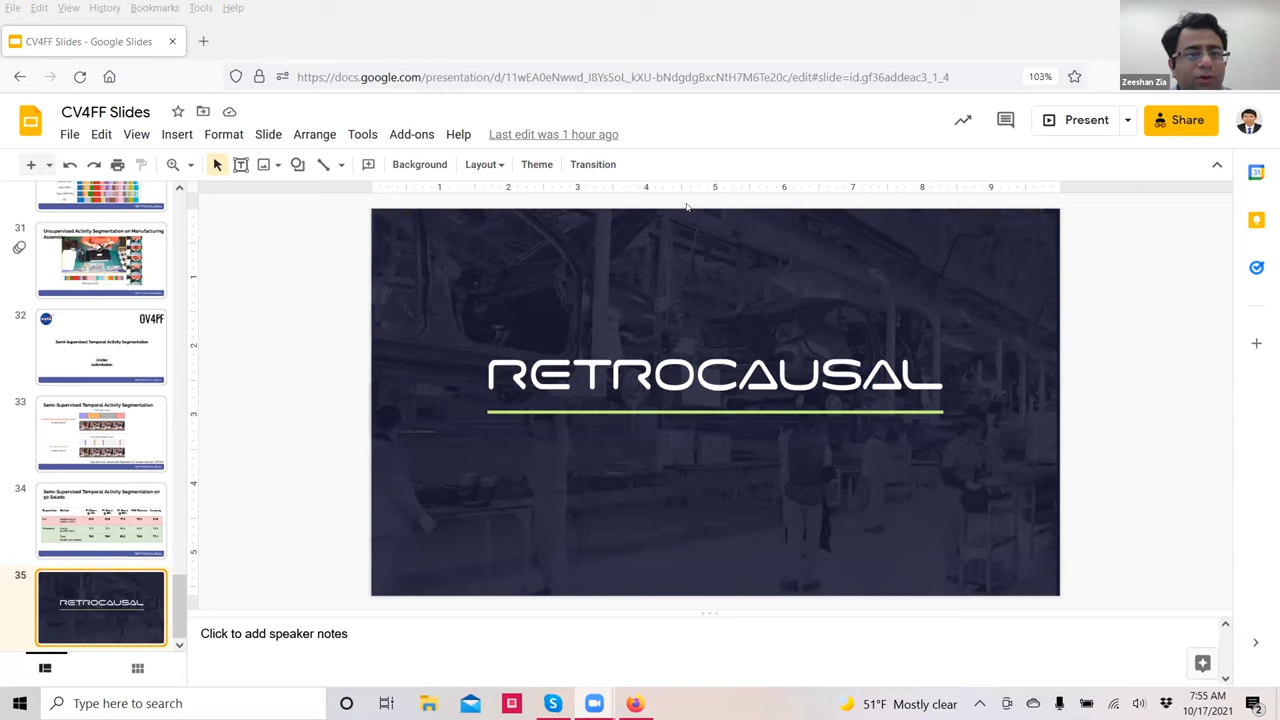 File Edit View History Bookmarks Tools Help
CV4FF Slides - Google Slides
https://docs.google.com/presentation/d/11wEA0eNwwd_I8Ys5oL_kXU-bNdgdgBxcNtH7M6Te20c/edit#slide=id.gf36addeac3_1_4
103%
Zeeshan Zia
CV4FF Slides
Present
Share
File Edit View Insert Format Slide Arrange Tools Add-ons Help Last edit was 1 hour ago
Background Layout Theme Transition
31
Unsupervised Activity Segmentation on Manufacturing
32
CV4FF
Semi-Supervised Temporal Activity Segmentation
Under
submission
33
Semi-Supervised Temporal Activity Segmentation
34
Semi-Supervised Temporal Activity Segmentation on
50 Salads
35
RETROCAUSAL
RETROCAUSAL
Click to add speaker notes
Type here to search
51°F Mostly clear
7:55 AM
10/17/2021
2